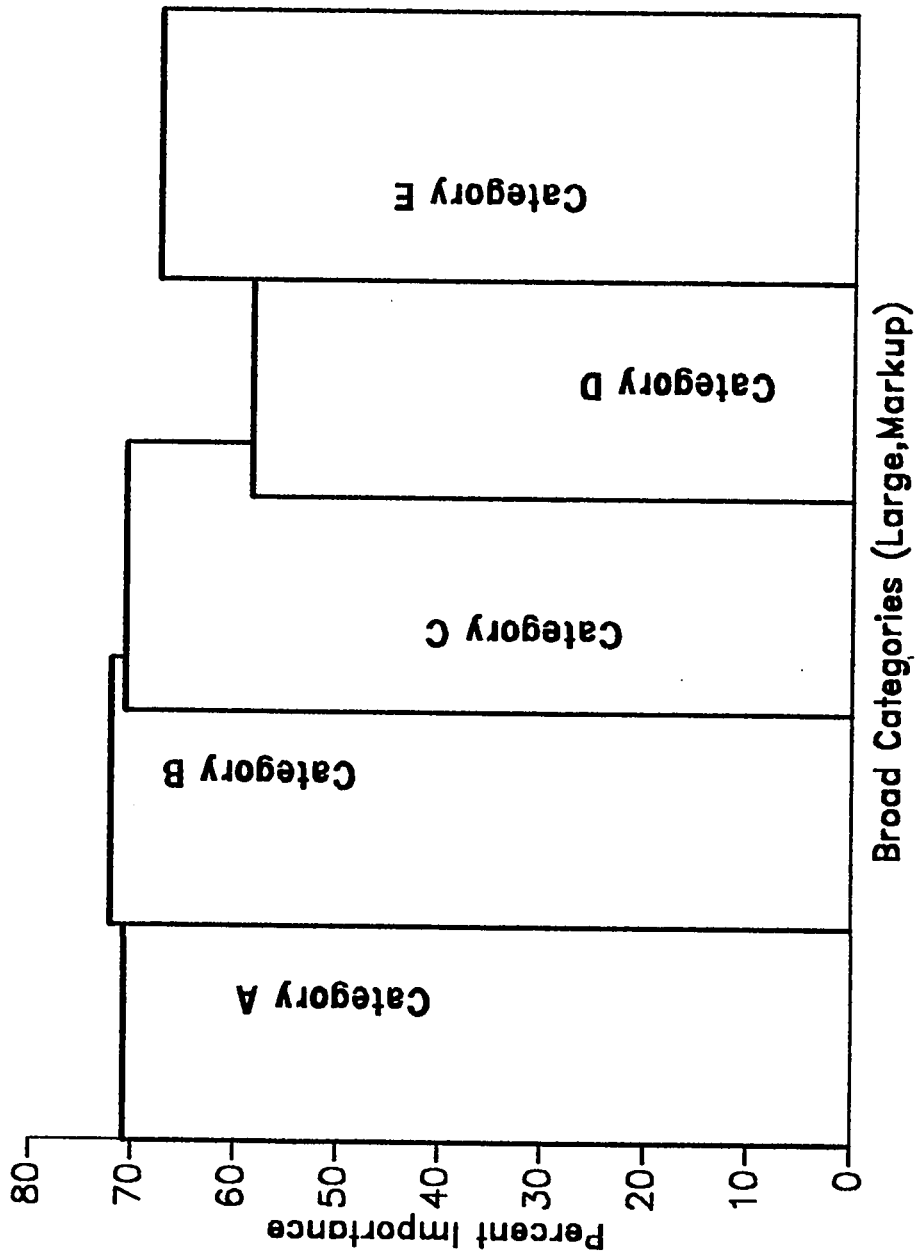 Percent Importance
80
70
60
50
40
30
20
10
0
Category A
Category B
Category C
Category D
Category E
Broad Categories (Large,Markup)